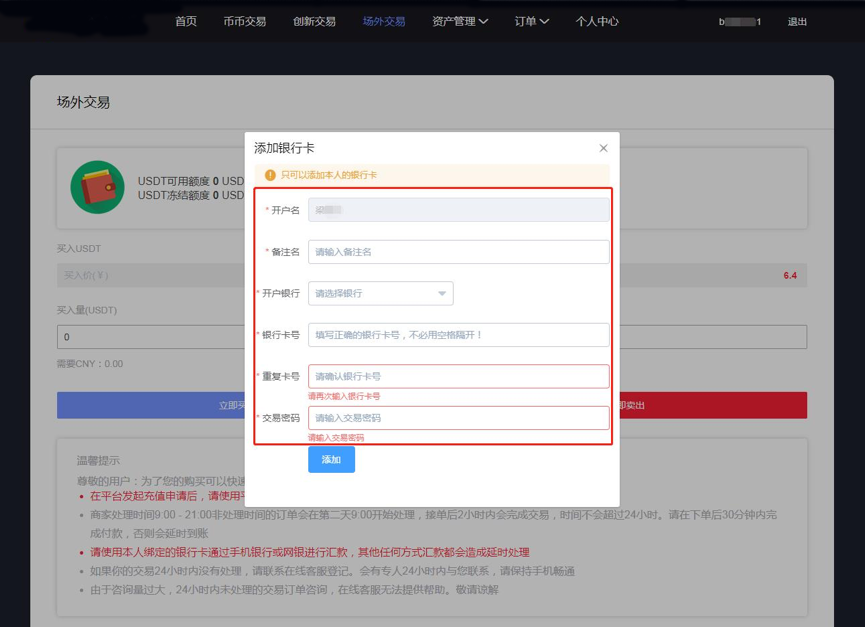 首页 币币交易 创新交易 场外交易 资产管理 订单 个人中心 b 1 退出
场外交易
USDT可用额度 0 USD
USDT冻结额度 0 USD
买入USDT
买入价(¥) 6.4
买入量(USDT)
0
需要CNY：0.00
立即买
即卖出
添加银行卡
只可以添加本人的银行卡
* 开户名
* 备注名 请输入备注名
* 开户银行 请选择银行
* 银行卡号 填写正确的银行卡号，不必用空格隔开！
* 重复卡号 请确认银行卡号
请再次输入银行卡号
* 交易密码 请输入交易密码
请输入交易密码
添加
温馨提示
尊敬的用户：为了您的购买可以快速
在平台发起充值申请后，请使用平
商家处理时间9:00 - 21:00非处理时间的订单会在第二天9:00开始处理，接单后2小时内会完成交易，时间不会超过24小时。请在下单后30分钟内完
成付款，否则会延时到账
请使用本人绑定的银行卡通过手机银行或网银进行汇款，其他任何方式汇款都会造成延时处理
如果你的交易24小时内没有处理，请联系在线客服登记。会有专人24小时内与您联系，请保持手机畅通
由于咨询量过大，24小时内未处理的交易订单咨询，在线客服无法提供帮助。敬请谅解